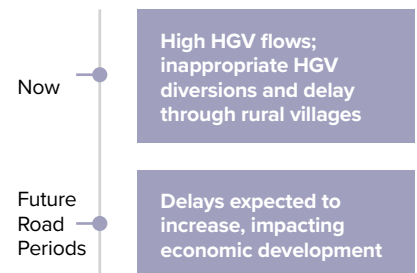 Now
High HGV flows;
inappropriate HGV
diversions and delay
through rural villages
Future
Road
Periods
Delays expected to
increase, impacting
economic development